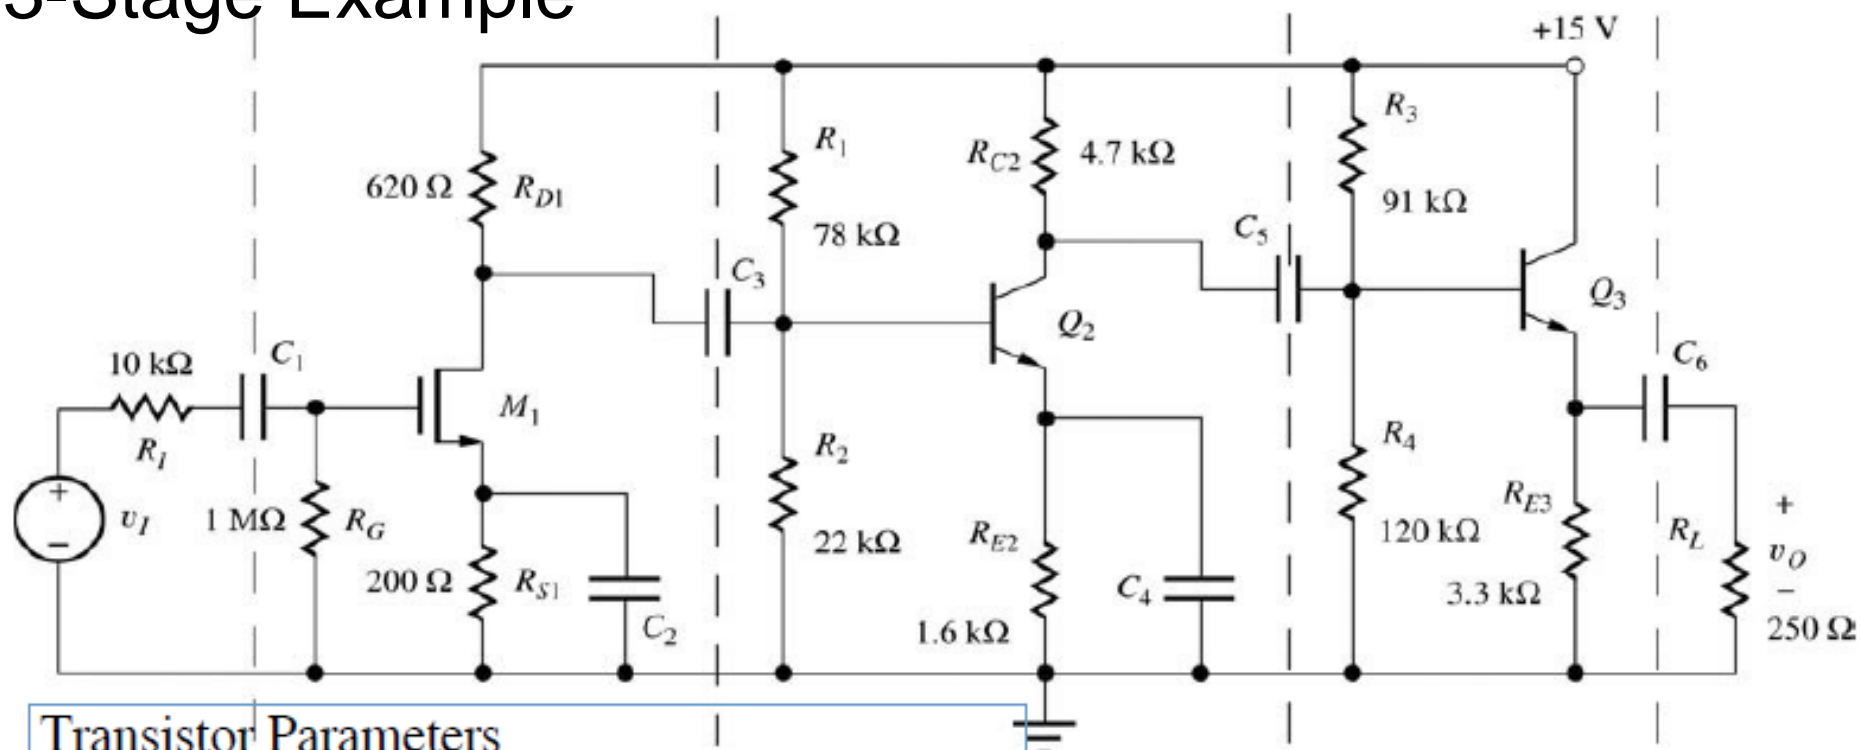 3-Stage Example
+15 V
R3
R1
RC2
4.7 kΩ
620 Ω
RD1
91 kΩ
78 kΩ
C5
C3
Q3
Q2
10 kΩ
C1
C6
M1
RI
R2
R4
+
−
vI
1 MΩ
RG
RE3
+
RL
vO
−
22 kΩ
RE2
120 kΩ
200 Ω
RS1
C4
3.3 kΩ
C2
1.6 kΩ
250 Ω
Transistor Parameters